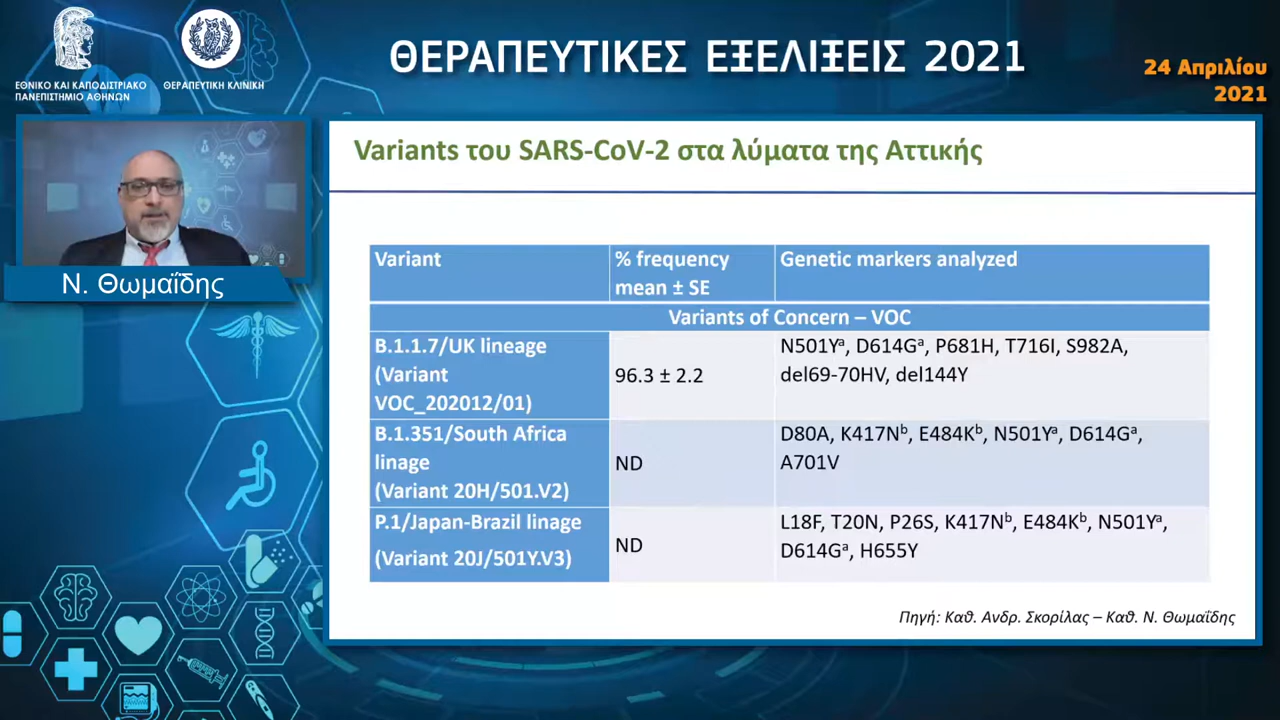 ΕΘΝΙΚΟ ΚΑΙ ΚΑΠΟΔΙΣΤΡΙΑΚΟ
ΠΑΝΕΠΙΣΤΗΜΙΟ ΑΘΗΝΩΝ
ΘΕΡΑΠΕΥΤΙΚΗ ΚΛΙΝΙΚΗ
ΘΕΡΑΠΕΥΤΙΚΕΣ ΕΞΕΛΙΞΕΙΣ 2021
24 Απριλίου
2021
Ν. Θωμαΐδης
Variants του SARS-CoV-2 στα λύματα της Αττικής
Variant
% frequency
mean ± SE
Genetic markers analyzed
Variants of Concern – VOC
B.1.1.7/UK lineage
(Variant
VOC_202012/01)
96.3 ± 2.2
N501Yᵃ, D614Gᵃ, P681H, T716I, S982A,
del69-70HV, del144Y
B.1.351/South Africa
linage
(Variant 20H/501.V2)
ND
D80A, K417Nᵇ, E484Kᵇ, N501Yᵃ, D614Gᵃ,
A701V
P.1/Japan-Brazil linage
(Variant 20J/501Y.V3)
ND
L18F, T20N, P26S, K417Nᵇ, E484Kᵇ, N501Yᵃ,
D614Gᵃ, H655Y
Πηγή: Καθ. Ανδρ. Σκορίλας – Καθ. Ν. Θωμαΐδης